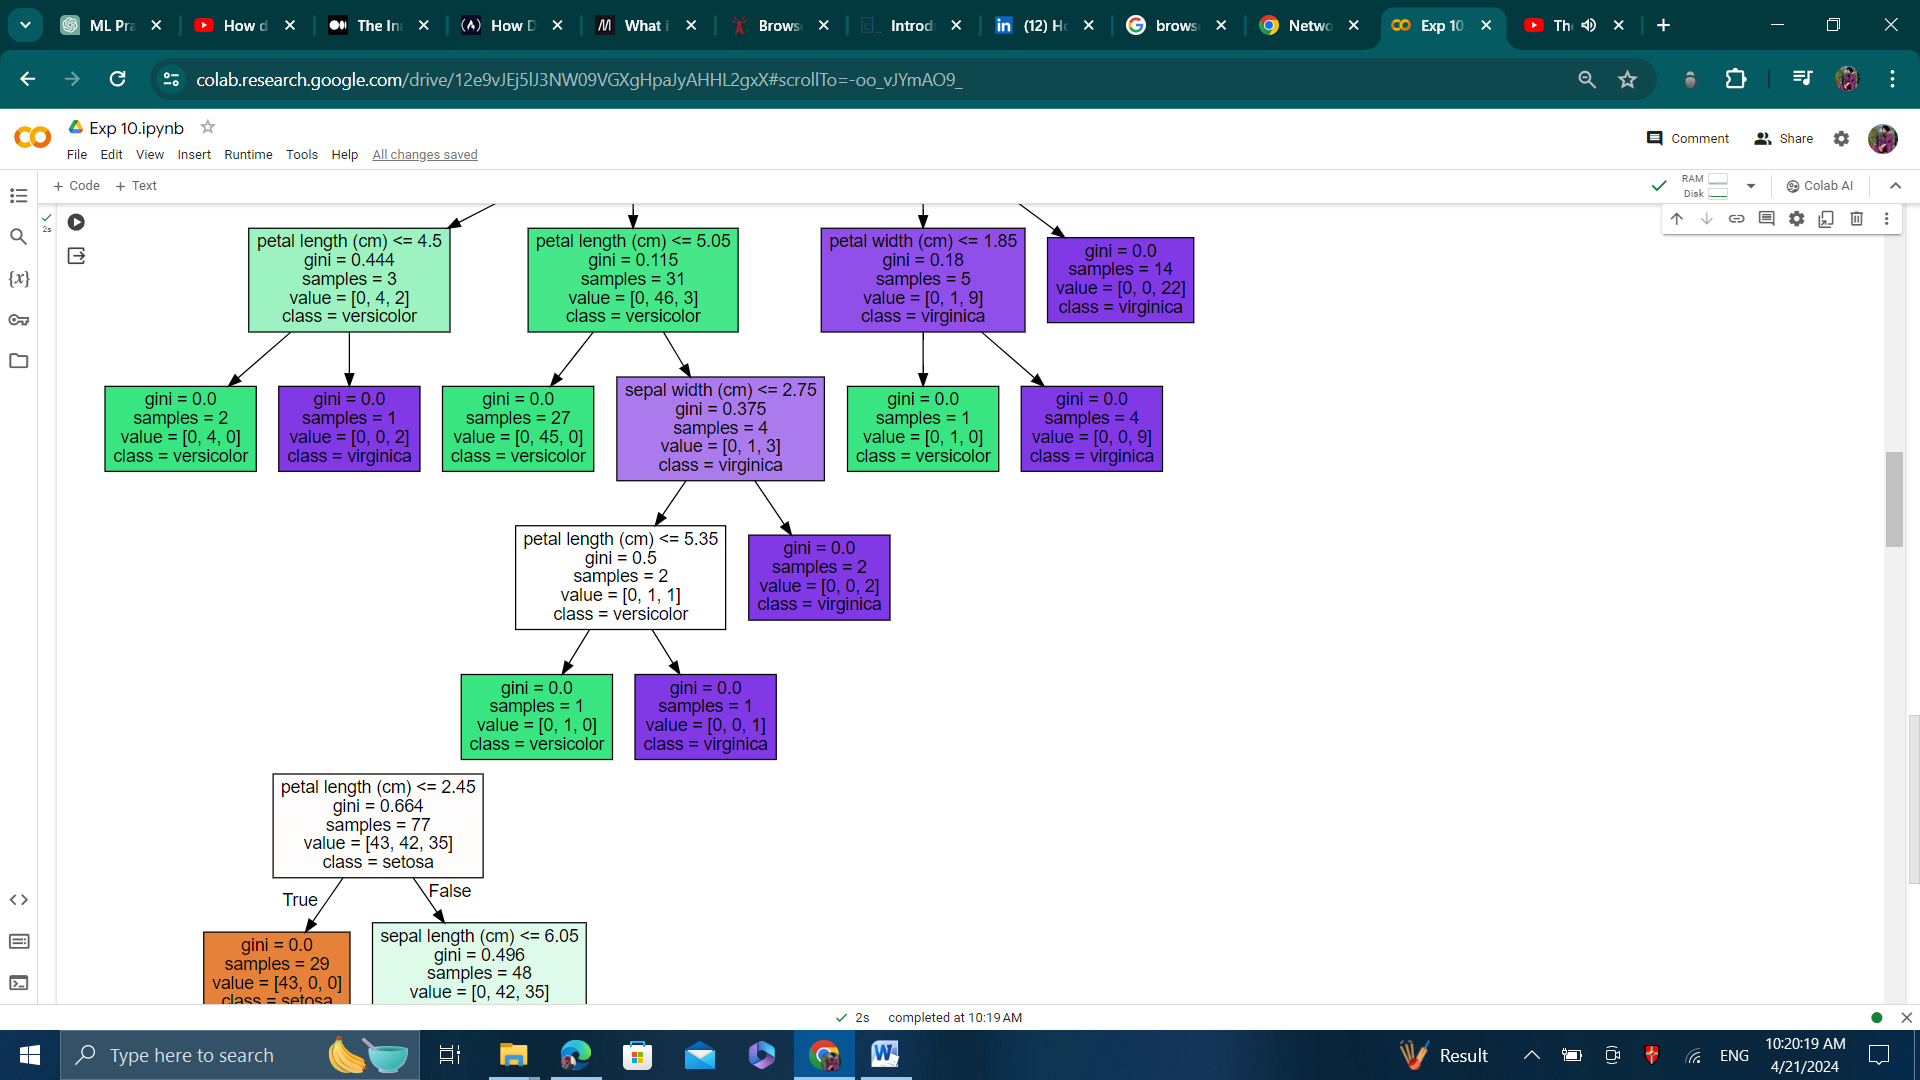 ML Pra
How d
The In
How D
What i
Brows
Introd
(12) Ho
brows
Netwo
Exp 10
Th
colab.research.google.com/drive/12e9vJEj5lJ3NW09VGXgHpaJyAHHL2gxX#scrollTo=-oo_vJYmAO9_
Exp 10.ipynb
File Edit View Insert Runtime Tools Help All changes saved
Comment
Share
+ Code + Text
RAM
Disk
Colab AI
2s
petal length (cm) <= 4.5
gini = 0.444
samples = 3
value = [0, 4, 2]
class = versicolor
petal length (cm) <= 5.05
gini = 0.115
samples = 31
value = [0, 46, 3]
class = versicolor
petal width (cm) <= 1.85
gini = 0.18
samples = 5
value = [0, 1, 9]
class = virginica
gini = 0.0
samples = 14
value = [0, 0, 22]
class = virginica
gini = 0.0
samples = 2
value = [0, 4, 0]
class = versicolor
gini = 0.0
samples = 1
value = [0, 0, 2]
class = virginica
gini = 0.0
samples = 27
value = [0, 45, 0]
class = versicolor
sepal width (cm) <= 2.75
gini = 0.375
samples = 4
value = [0, 1, 3]
class = virginica
gini = 0.0
samples = 1
value = [0, 1, 0]
class = versicolor
gini = 0.0
samples = 4
value = [0, 0, 9]
class = virginica
petal length (cm) <= 5.35
gini = 0.5
samples = 2
value = [0, 1, 1]
class = versicolor
gini = 0.0
samples = 2
value = [0, 0, 2]
class = virginica
gini = 0.0
samples = 1
value = [0, 1, 0]
class = versicolor
gini = 0.0
samples = 1
value = [0, 0, 1]
class = virginica
petal length (cm) <= 2.45
gini = 0.664
samples = 77
value = [43, 42, 35]
class = setosa
True
False
gini = 0.0
samples = 29
value = [43, 0, 0]
class = setosa
sepal length (cm) <= 6.05
gini = 0.496
samples = 48
value = [0, 42, 35]
2s completed at 10:19 AM
Type here to search
Result
ENG
10:20:19 AM
4/21/2024